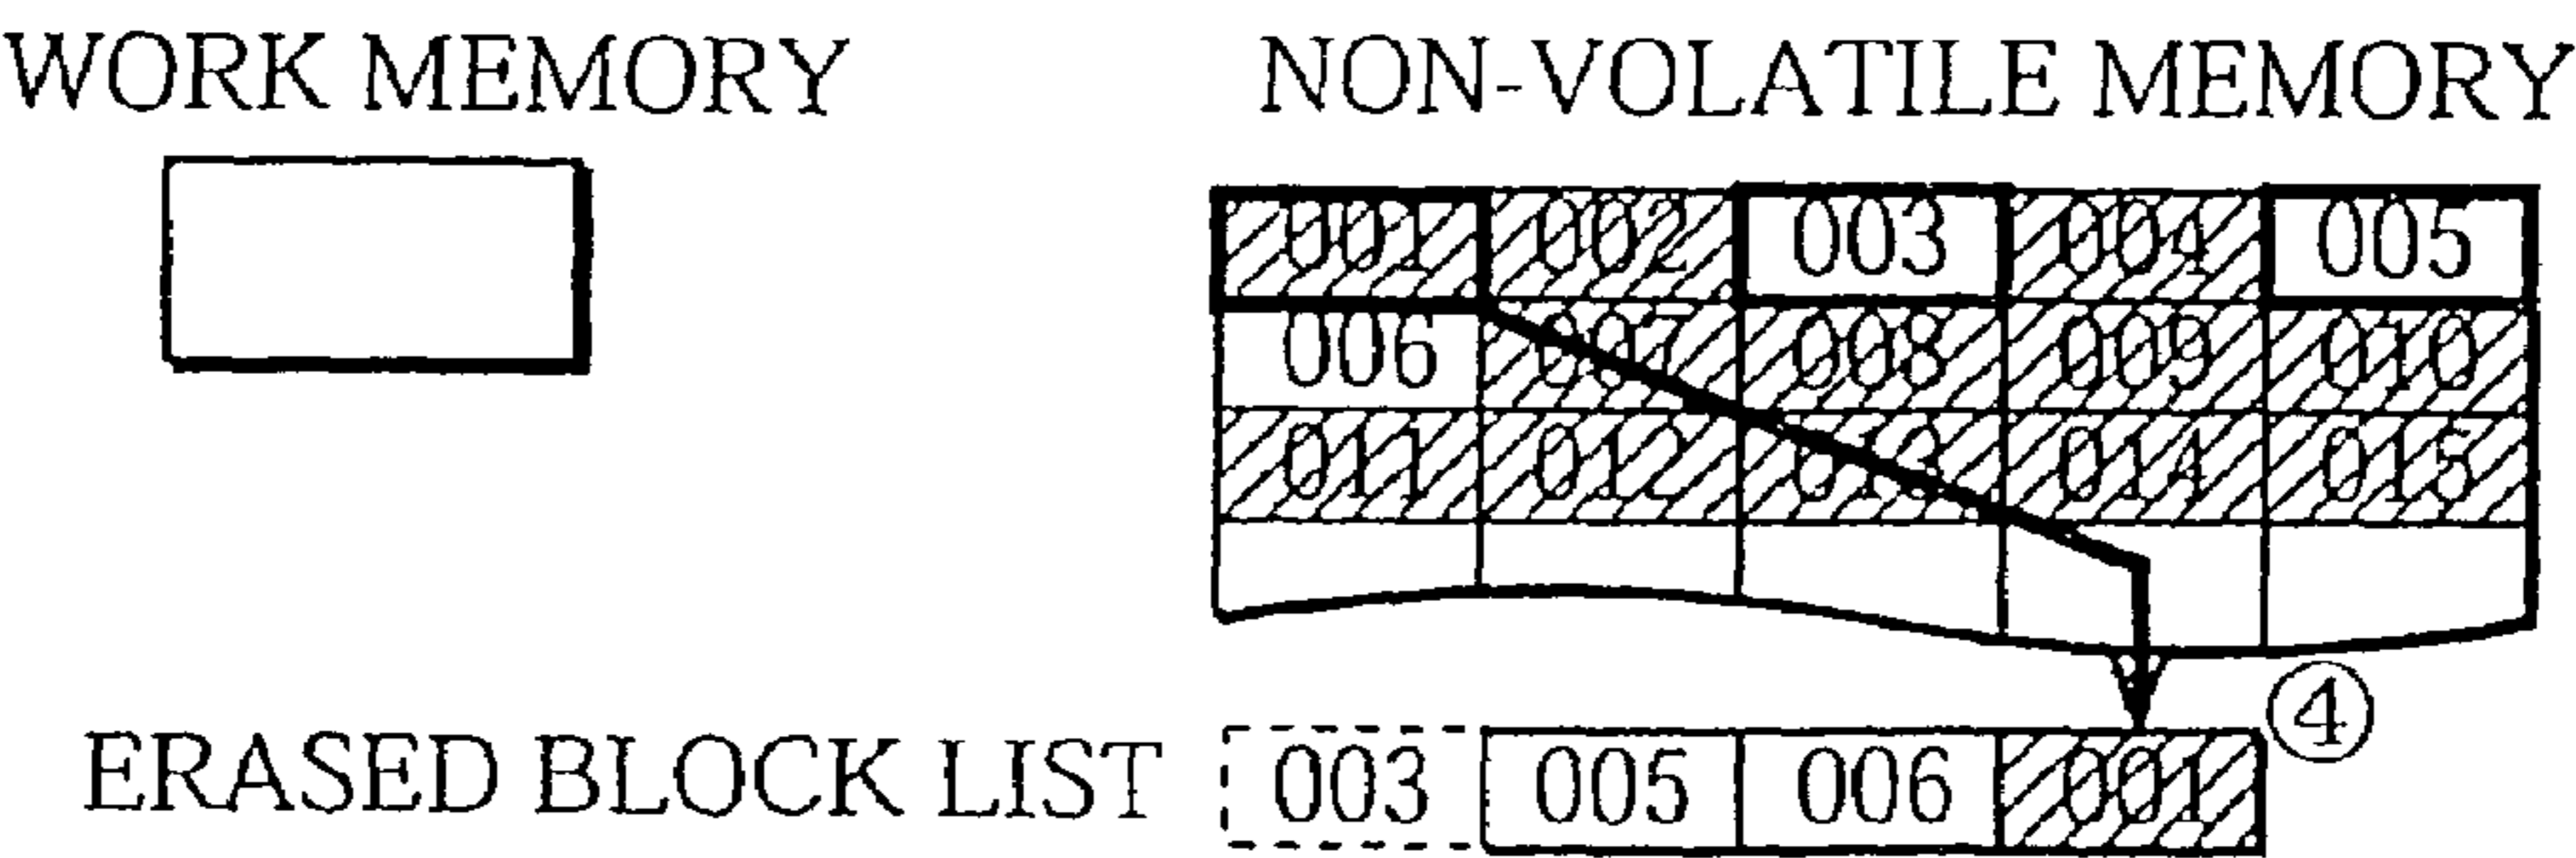 WORK MEMORY
NON-VOLATILE MEMORY
001 002 003 004 005
006 007 008 009 010
011 012 013 014 015
④
ERASED BLOCK LIST 003 005 006 001